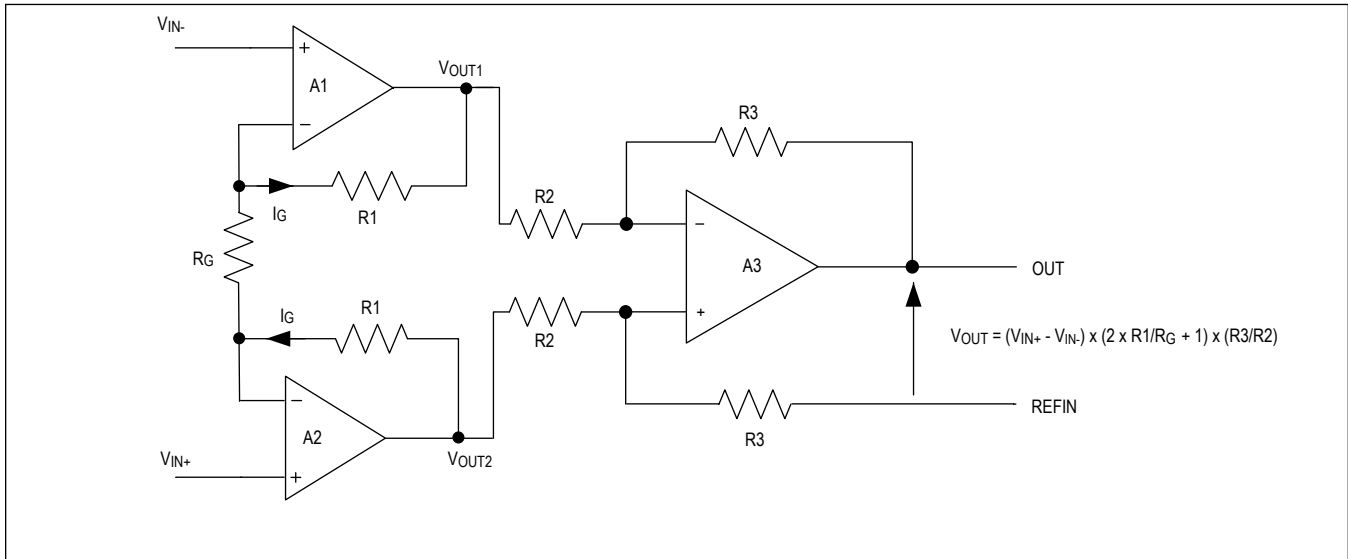 VIN-
+
A1
VOUT1
−
IG
R1
RG
R2
R3
−
A3
+
OUT
IG
R1
R2
VOUT = (VIN+ - VIN-) x (2 x R1/RG + 1) x (R3/R2)
−
A2
+
VIN+
VOUT2
R3
REFIN